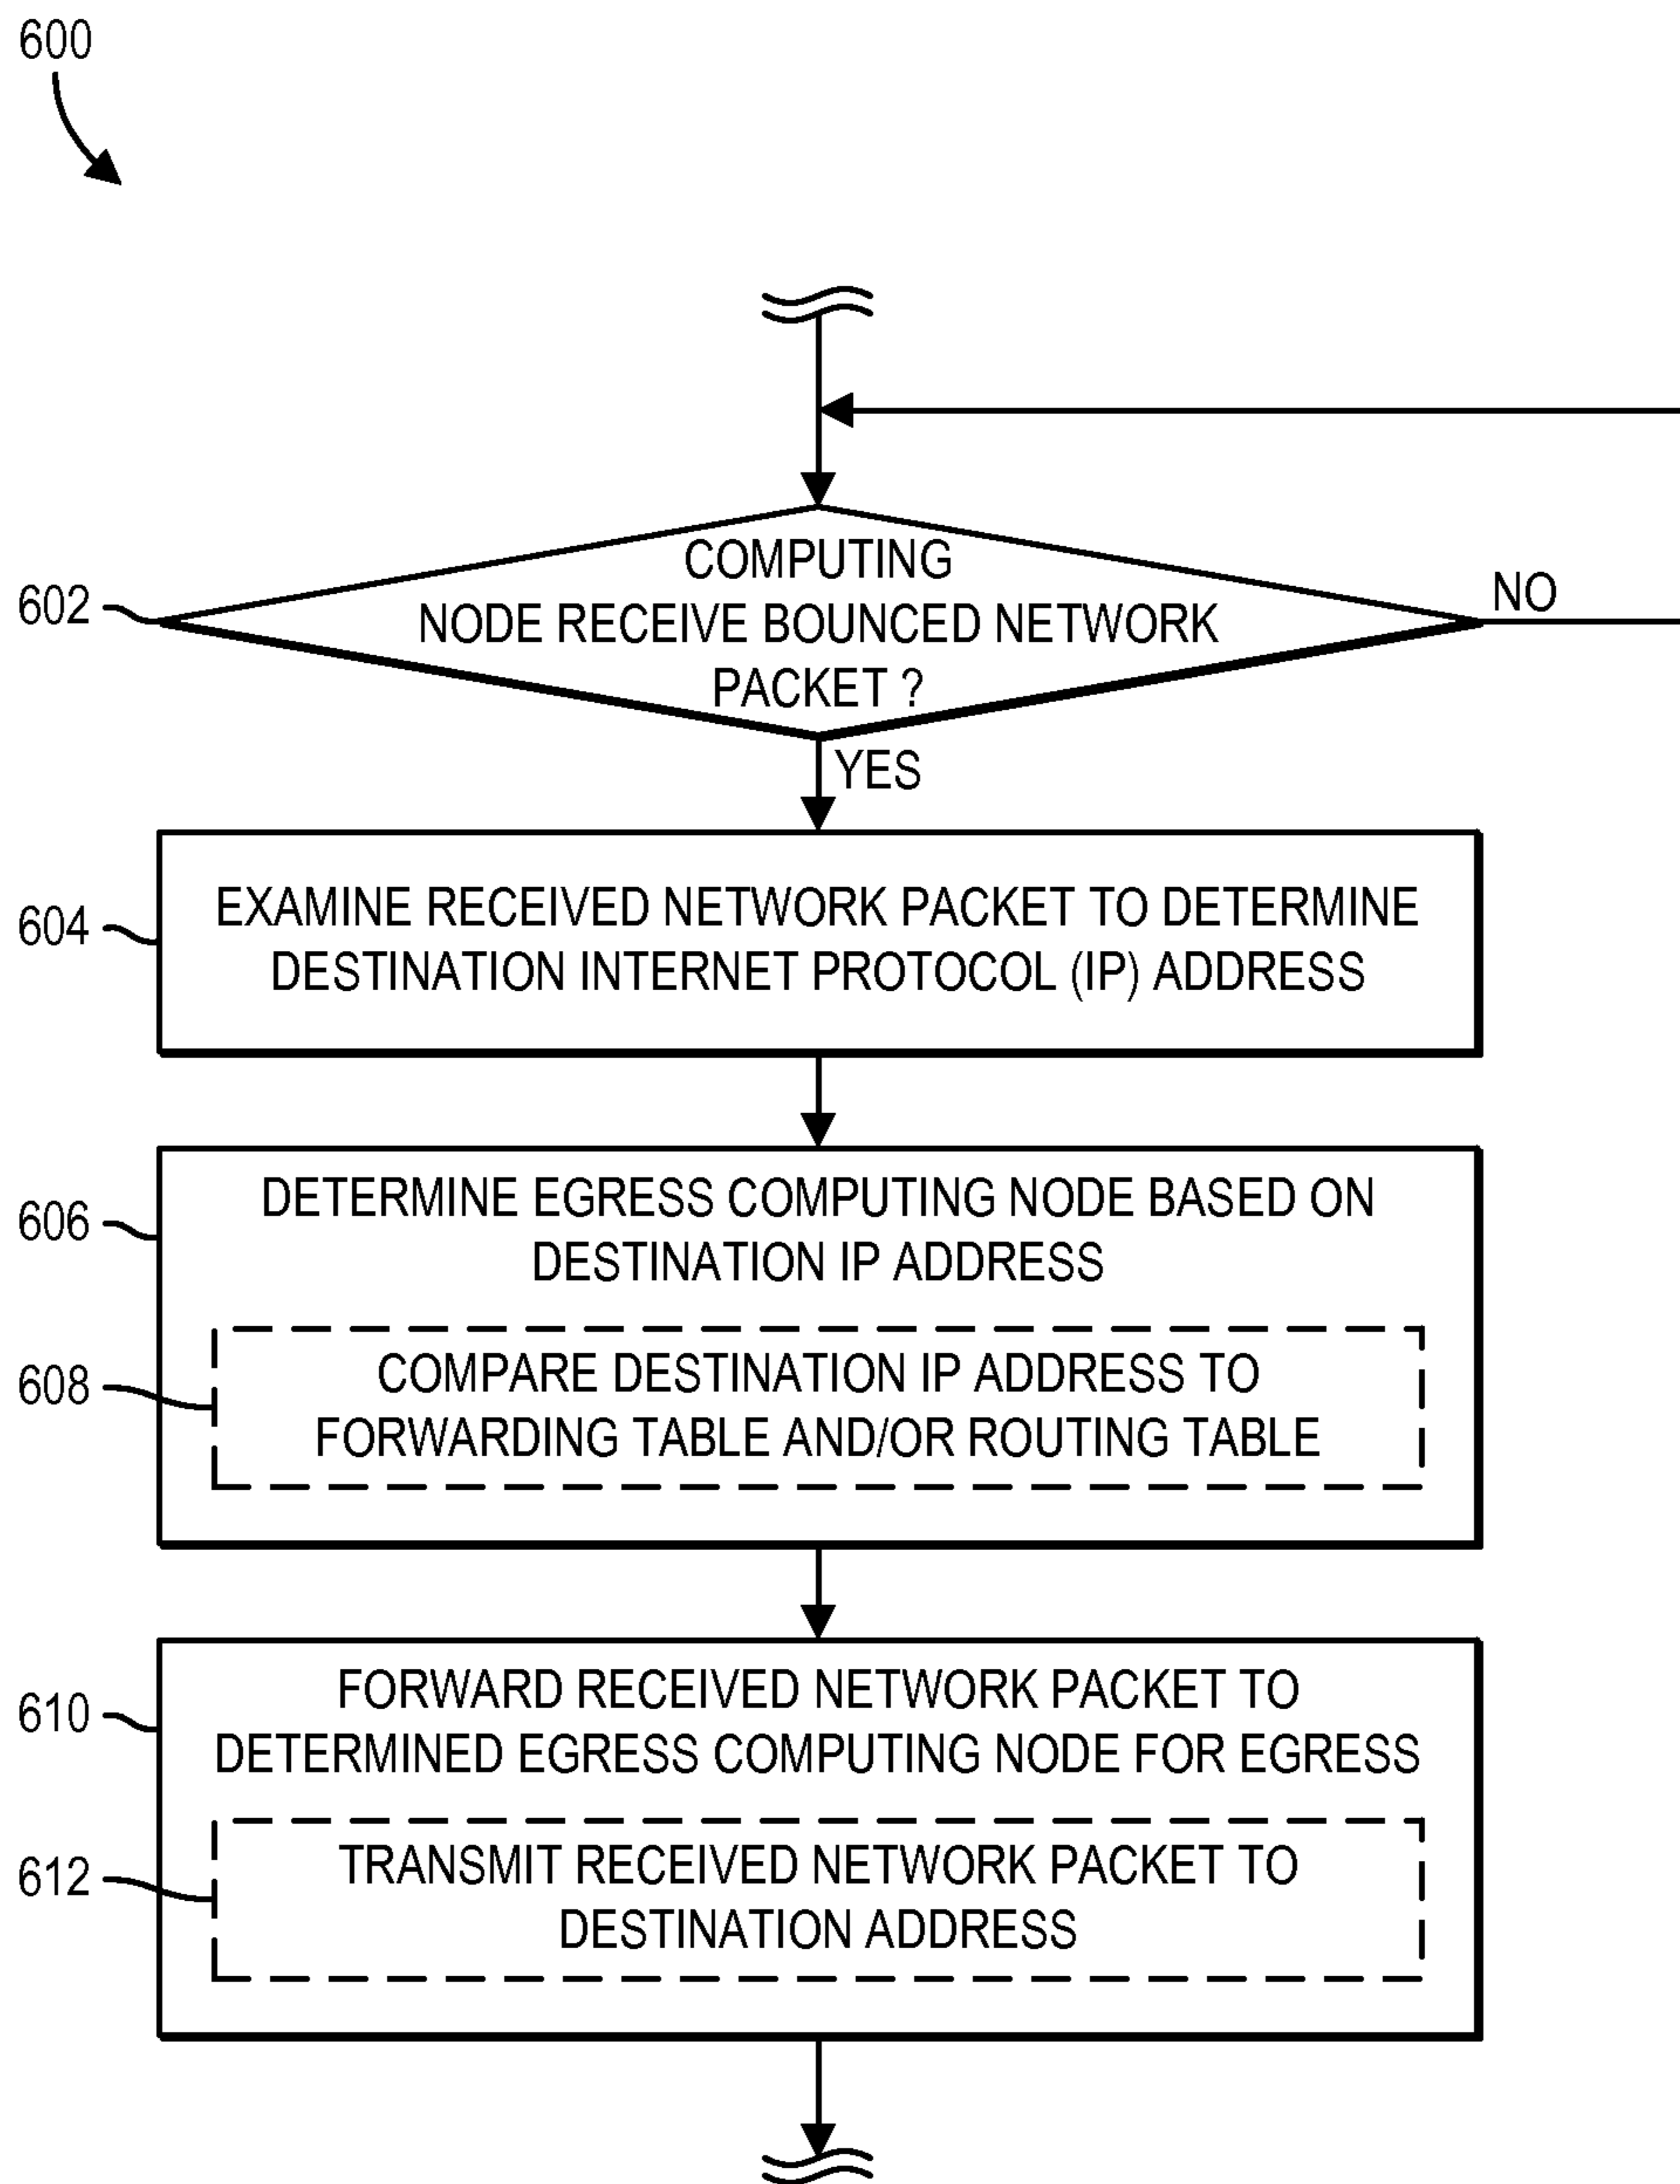 600
COMPUTING
602
NODE RECEIVE BOUNCED NETWORK
NO
PACKET ?
YES
604
EXAMINE RECEIVED NETWORK PACKET TO DETERMINE
DESTINATION INTERNET PROTOCOL (IP) ADDRESS
606
DETERMINE EGRESS COMPUTING NODE BASED ON
DESTINATION IP ADDRESS
608
COMPARE DESTINATION IP ADDRESS TO
FORWARDING TABLE AND/OR ROUTING TABLE
610
FORWARD RECEIVED NETWORK PACKET TO
DETERMINED EGRESS COMPUTING NODE FOR EGRESS
612
TRANSMIT RECEIVED NETWORK PACKET TO
DESTINATION ADDRESS